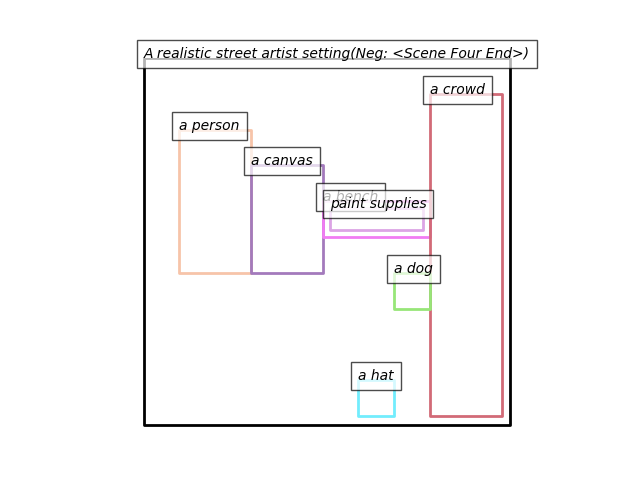 A realistic street artist setting(Neg: <Scene Four End>)
a crowd
a person
a canvas
a bench
paint supplies
a dog
a hat